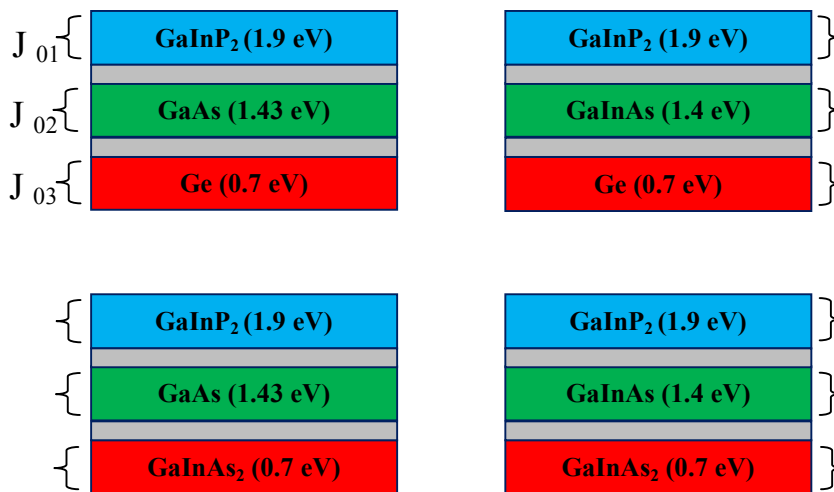 J 01 GaInP2 (1.9 eV) GaInP2 (1.9 eV)
J 02 GaAs (1.43 eV) GaInAs (1.4 eV)
J 03 Ge (0.7 eV) Ge (0.7 eV)
GaInP2 (1.9 eV) GaInP2 (1.9 eV)
GaAs (1.43 eV) GaInAs (1.4 eV)
GaInAs2 (0.7 eV) GaInAs2 (0.7 eV)